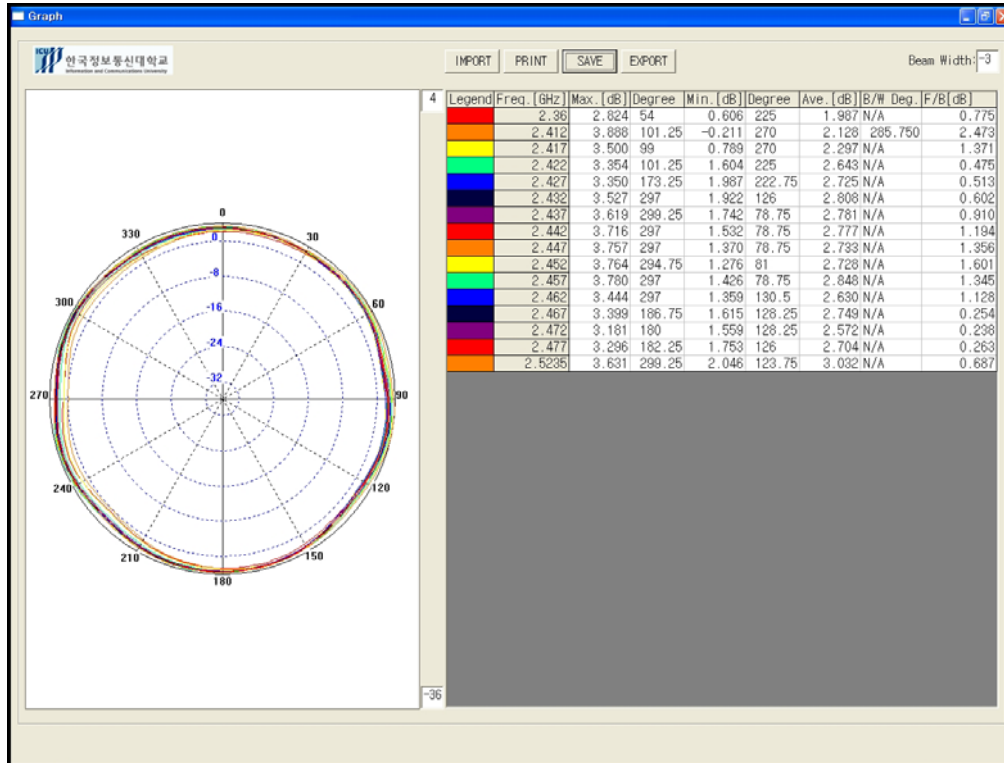 Graph
ICU 한국정보통신대학교
Information and Communications University
IMPORT PRINT SAVE EXPORT
Beam Width: -3
4
Legend Freq.[GHz] Max.[dB] Degree Min.[dB] Degree Ave.[dB] B/W Deg. F/B[dB]
2.36 2.824 54 0.606 225 1.987 N/A 0.775
2.412 3.888 101.25 -0.211 270 2.128 285.750 2.473
2.417 3.500 99 0.789 270 2.297 N/A 1.371
2.422 3.354 101.25 1.604 225 2.643 N/A 0.475
2.427 3.350 173.25 1.987 222.75 2.725 N/A 0.513
2.432 3.527 297 1.922 126 2.808 N/A 0.602
2.437 3.619 299.25 1.742 78.75 2.781 N/A 0.910
2.442 3.716 297 1.532 78.75 2.777 N/A 1.194
2.447 3.757 297 1.370 78.75 2.733 N/A 1.356
2.452 3.764 294.75 1.276 81 2.728 N/A 1.601
2.457 3.780 297 1.426 78.75 2.848 N/A 1.345
2.462 3.444 297 1.359 130.5 2.630 N/A 1.128
2.467 3.399 186.75 1.615 128.25 2.749 N/A 0.254
2.472 3.181 180 1.559 128.25 2.572 N/A 0.238
2.477 3.296 182.25 1.753 126 2.704 N/A 0.263
2.5235 3.631 299.25 2.046 123.75 3.032 N/A 0.687
0
330 0 30
-8
300 -16 60
-24
-32
270 90
240 120
210 150
180
-36